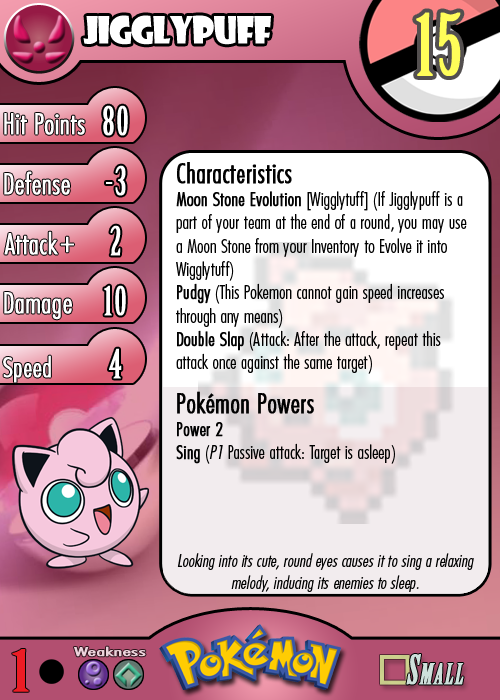 JIGGLYPUFF
15
Hit Points 80
Defense -3
Attack+ 2
Damage 10
Speed 4
Characteristics
Moon Stone Evolution [Wigglytuff] (If Jigglypuff is a
part of your team at the end of a round, you may use
a Moon Stone from your Inventory to Evolve it into
Wigglytuff)
Pudgy (This Pokemon cannot gain speed increases
through any means)
Double Slap (Attack: After the attack, repeat this
attack once against the same target)
Pokémon Powers
Power 2
Sing (P1 Passive attack: Target is asleep)
Looking into its cute, round eyes causes it to sing a relaxing
melody, inducing its enemies to sleep.
1
Weakness
POKéMON
SMALL